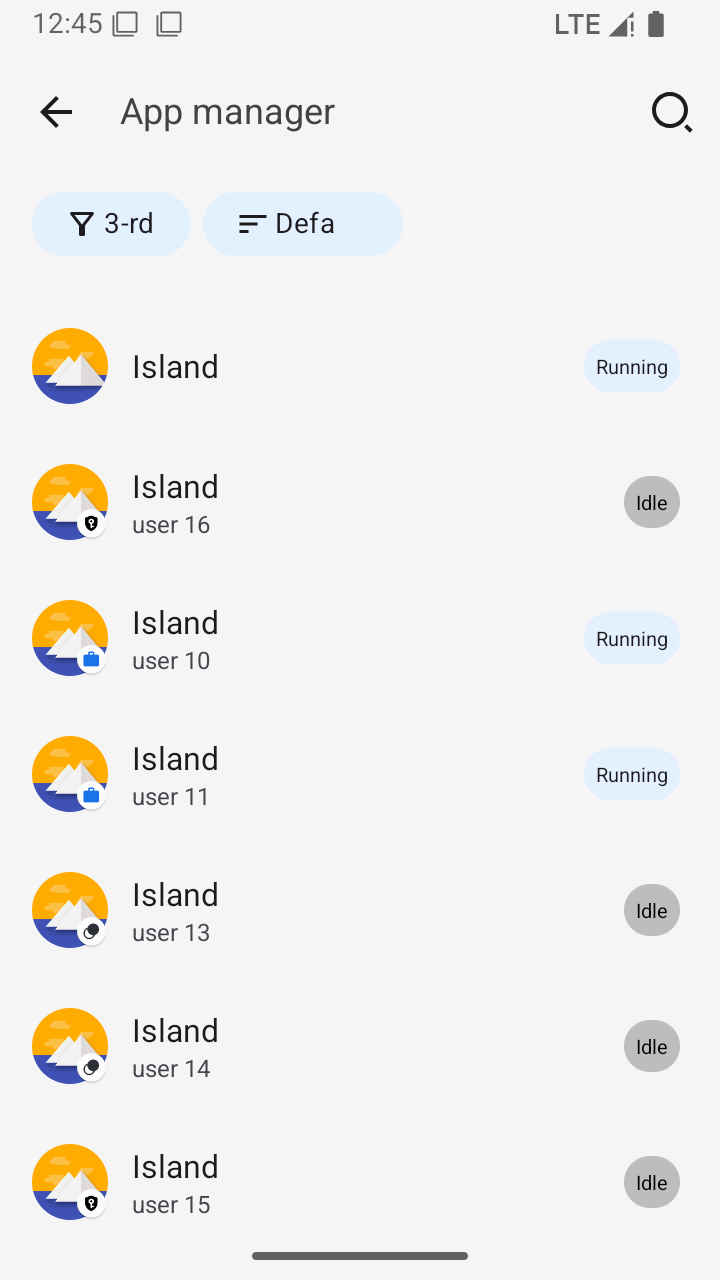 12:45 LTE
App manager
3-rd Defa
Island Running
Island
user 16 Idle
Island
user 10 Running
Island
user 11 Running
Island
user 13 Idle
Island
user 14 Idle
Island
user 15 Idle